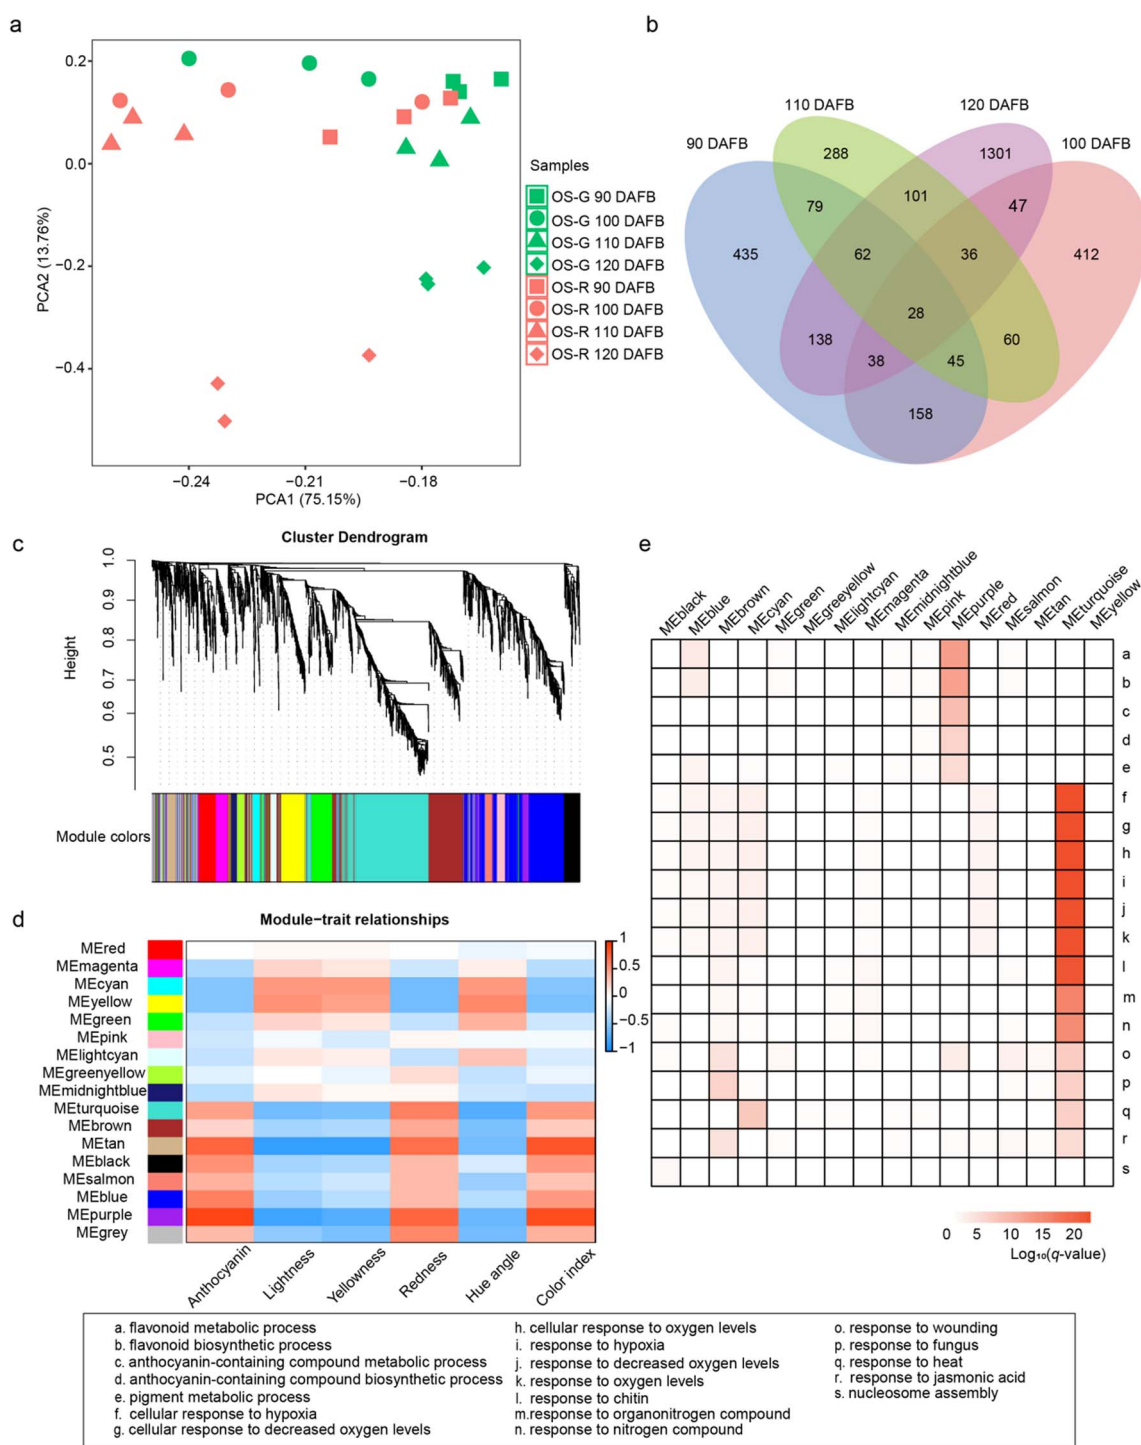 a
0.2
0.0
−0.2
−0.4
PCA2 (13.76%)
−0.24
−0.21
−0.18
PCA1 (75.15%)
Samples
OS-G 90 DAFB
OS-G 100 DAFB
OS-G 110 DAFB
OS-G 120 DAFB
OS-R 90 DAFB
OS-R 100 DAFB
OS-R 110 DAFB
OS-R 120 DAFB
b
110 DAFB
120 DAFB
90 DAFB
100 DAFB
288
1301
79
101
47
435
62
36
412
28
138
38
45
60
158
c
Cluster Dendrogram
Height
1.0
0.9
0.8
0.7
0.6
0.5
Module colors
d
Module−trait relationships
MEred
MEmagenta
MEcyan
MEyellow
MEgreen
MEpink
MElightcyan
MEgreenyellow
MEmidnightblue
MEturquoise
MEbrown
MEtan
MEblack
MEsalmon
MEblue
MEpurple
MEgrey
1
0.5
0
−0.5
−1
Anthocyanin
Lightness
Yellowness
Redness
Hue angle
Color index
e
MEblack
MEblue
MEbrown
MEcyan
MEgreen
MEgreeyellow
MElightcyan
MEmagenta
MEmidnightblue
MEpink
MEpurple
MEred
MEsalmon
MEtan
MEturquoise
MEyellow
a
b
c
d
e
f
g
h
i
j
k
l
m
n
o
p
q
r
s
0 5 10 15 20
Log₁₀(q-value)
a. flavonoid metabolic process
b. flavonoid biosynthetic process
c. anthocyanin-containing compound metabolic process
d. anthocyanin-containing compound biosynthetic process
e. pigment metabolic process
f. cellular response to hypoxia
g. cellular response to decreased oxygen levels
h. cellular response to oxygen levels
i. response to hypoxia
j. response to decreased oxygen levels
k. response to oxygen levels
l. response to chitin
m.response to organonitrogen compound
n. response to nitrogen compound
o. response to wounding
p. response to fungus
q. response to heat
r. response to jasmonic acid
s. nucleosome assembly